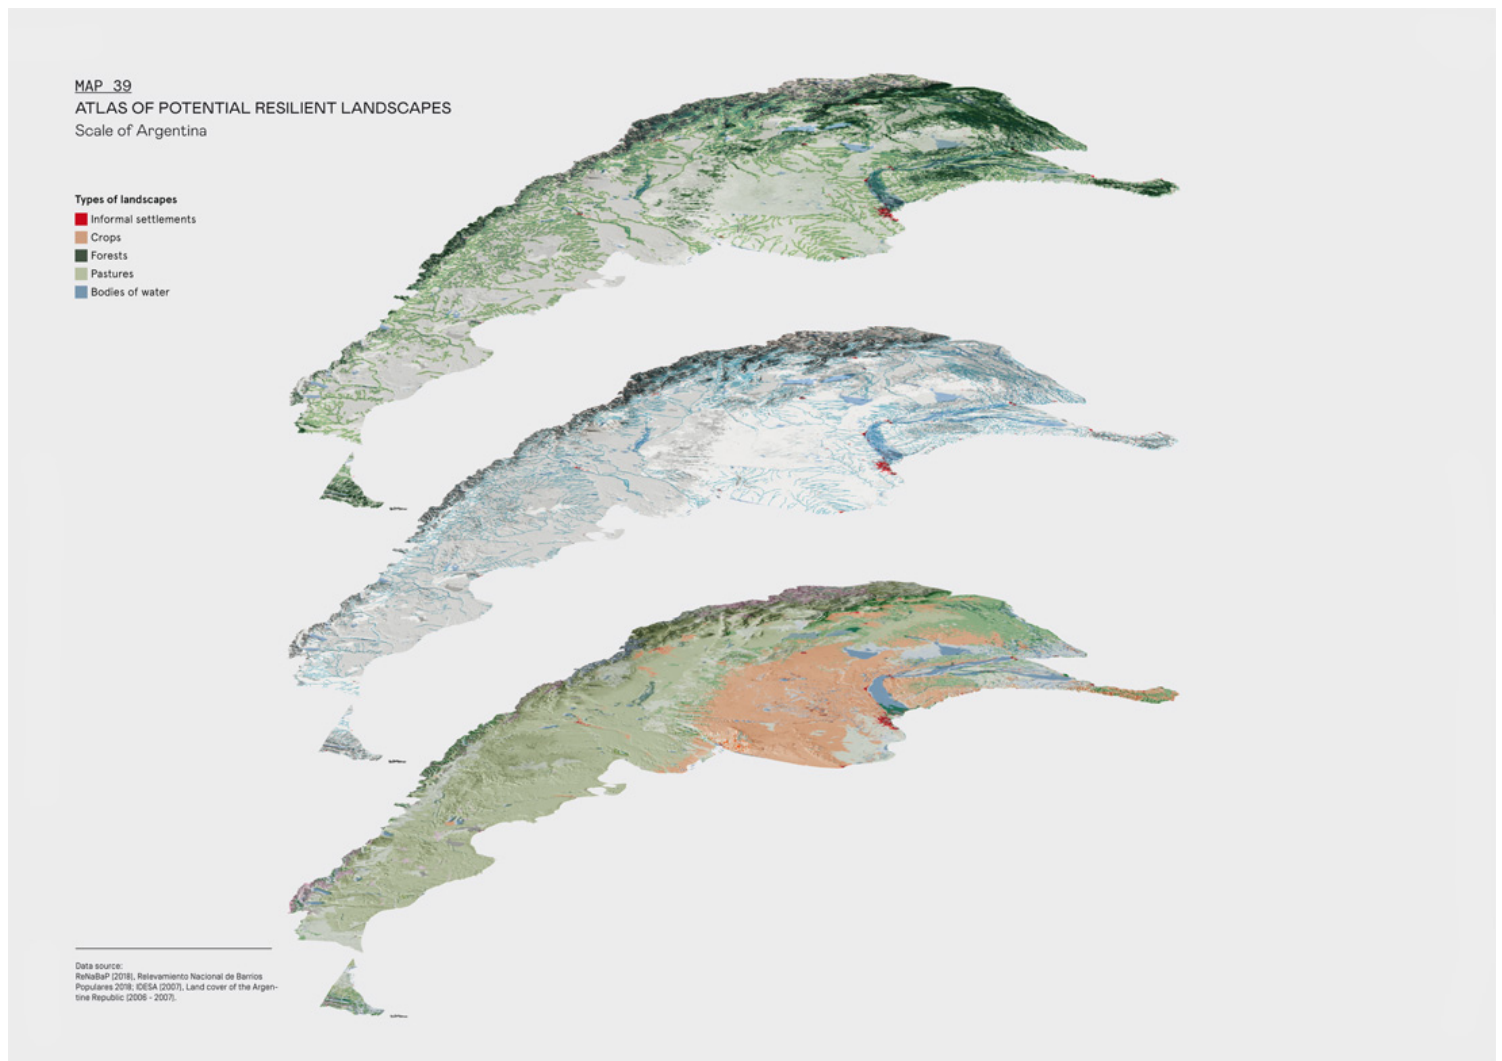 MAP 39
ATLAS OF POTENTIAL RESILIENT LANDSCAPES
Scale of Argentina
Types of landscapes
Informal settlements
Crops
Forests
Pastures
Bodies of water
Data source:
ReNaBaP (2018), Relevamiento Nacional de Barrios
Populares 2018; IDESA (2007), Land cover of the Argen-
tine Republic (2006 - 2007).